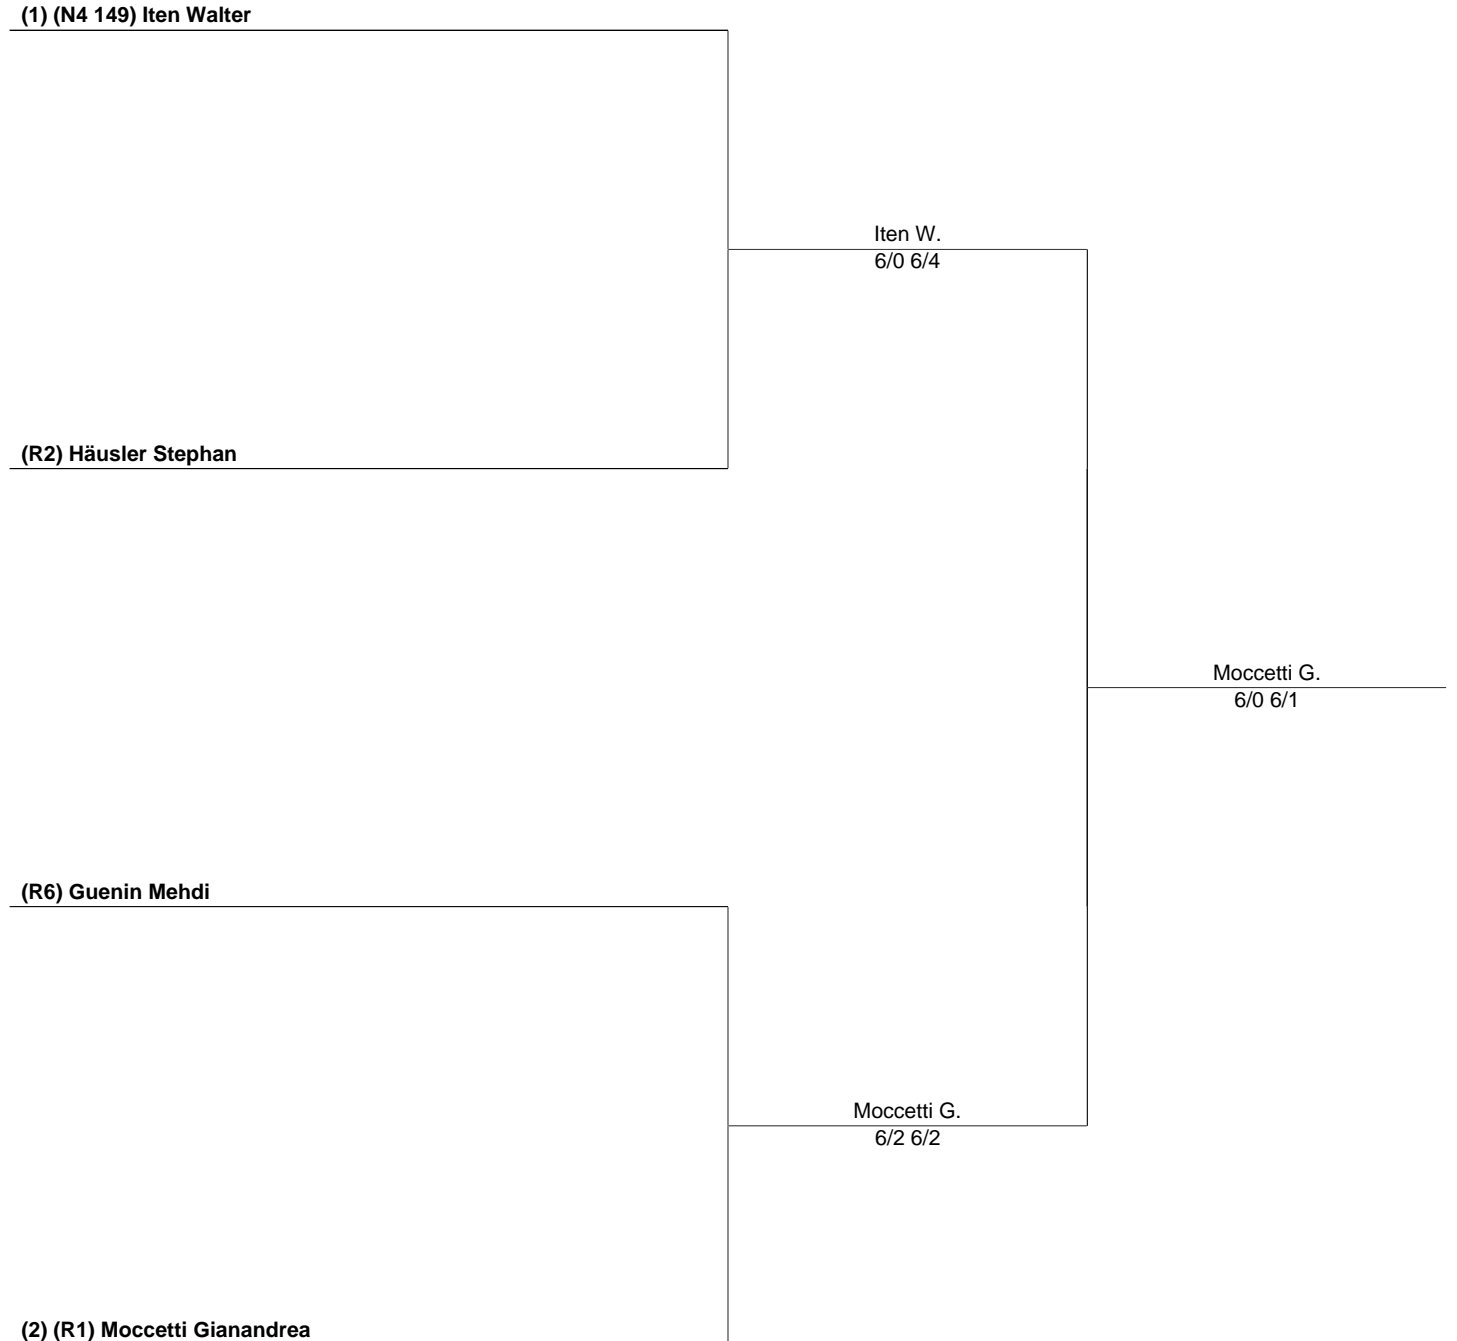 (1) (N4 149) Iten Walter
Iten W.
6/0 6/4
(R2) Häusler Stephan
Moccetti G.
6/0 6/1
(R6) Guenin Mehdi
Moccetti G.
6/2 6/2
(2) (R1) Moccetti Gianandrea